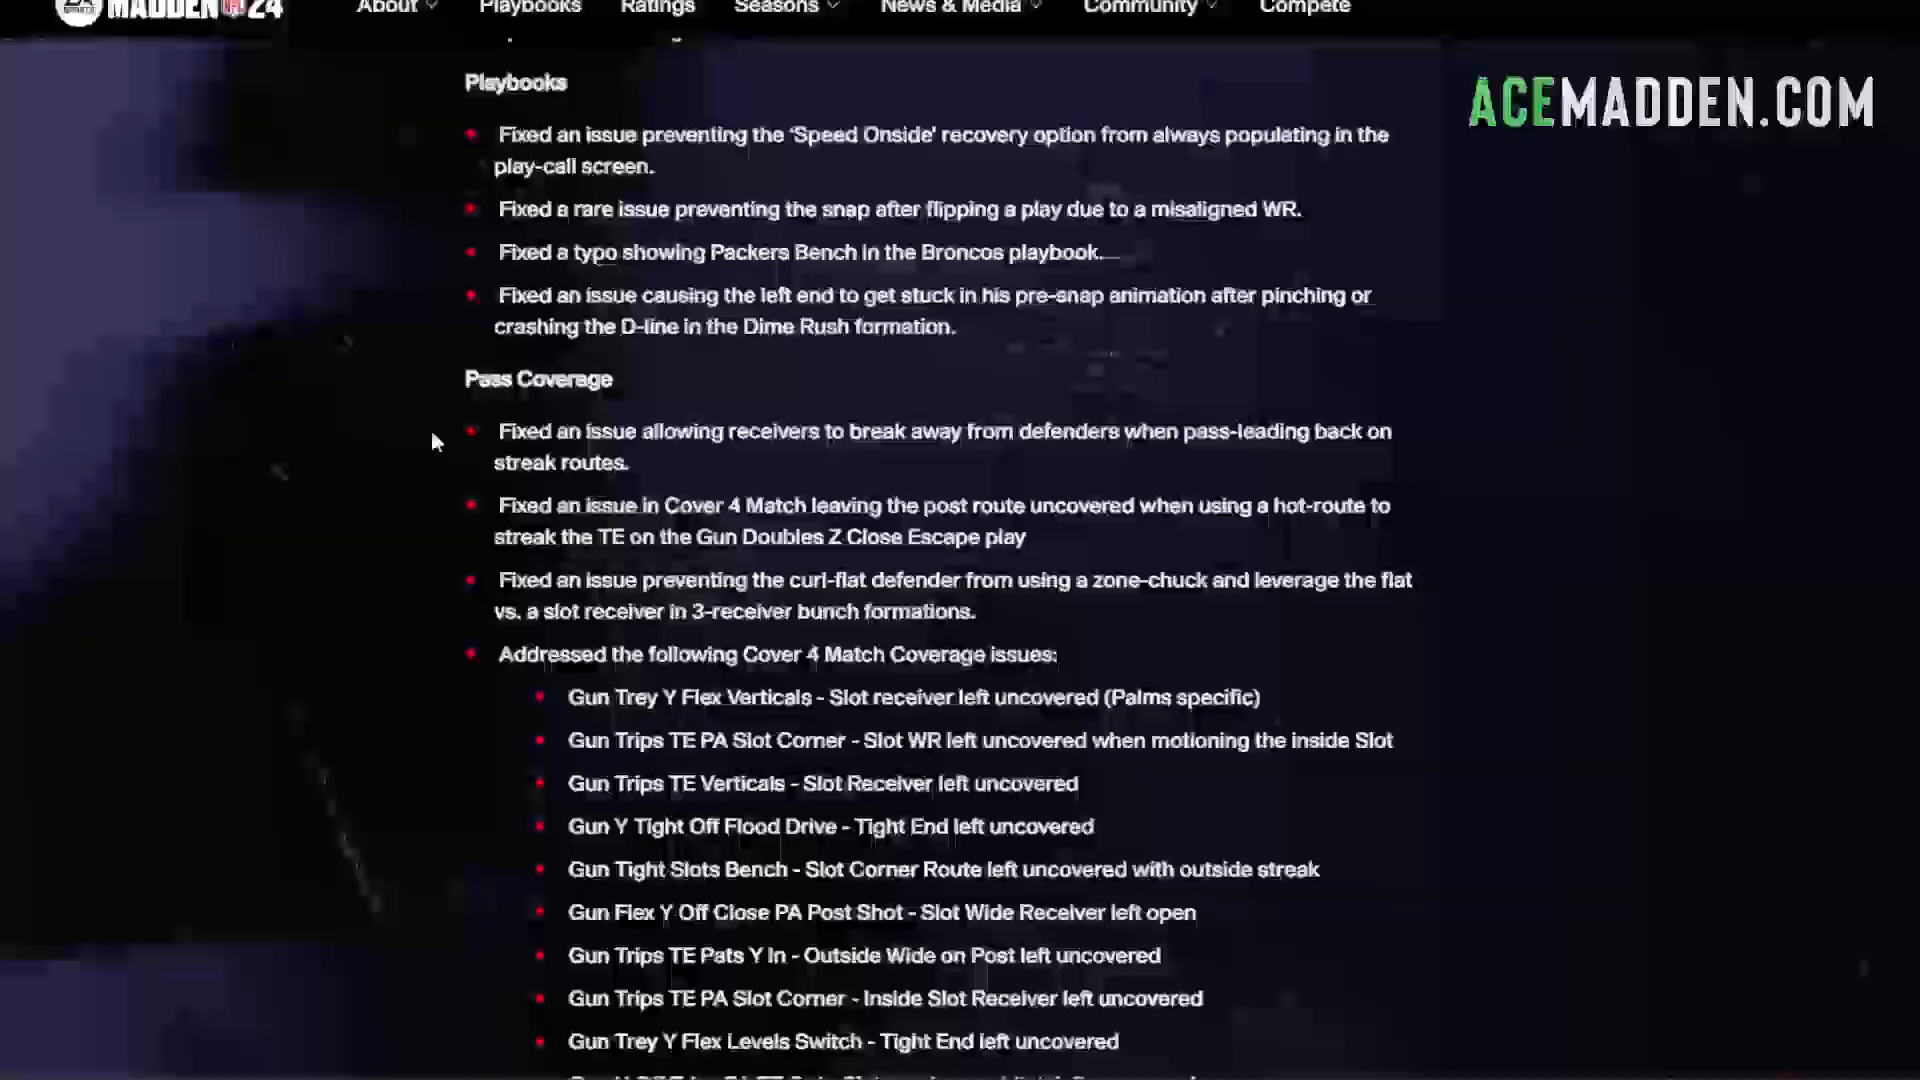 EA SPORTS MADDEN NFL 24 About Playbooks Ratings Seasons News & Media Community Compete
ACEMADDEN.COM
Playbooks
Fixed an issue preventing the 'Speed Onside' recovery option from always populating in the
play-call screen.
Fixed a rare issue preventing the snap after flipping a play due to a misaligned WR.
Fixed a typo showing Packers Bench in the Broncos playbook....
Fixed an issue causing the left end to get stuck in his pre-snap animation after pinching or
crashing the D-line in the Dime Rush formation.
Pass Coverage
Fixed an issue allowing receivers to break away from defenders when pass-leading back on
streak routes.
Fixed an issue in Cover 4 Match leaving the post route uncovered when using a hot-route to
streak the TE on the Gun Doubles Z Close Escape play
Fixed an issue preventing the curl-flat defender from using a zone-chuck and leverage the flat
vs. a slot receiver in 3-receiver bunch formations.
Addressed the following Cover 4 Match Coverage issues:
Gun Trey Y Flex Verticals - Slot receiver left uncovered (Palms specific)
Gun Trips TE PA Slot Corner - Slot WR left uncovered when motioning the inside Slot
Gun Trips TE Verticals - Slot Receiver left uncovered
Gun Y Tight Off Flood Drive - Tight End left uncovered
Gun Tight Slots Bench - Slot Corner Route left uncovered with outside streak
Gun Flex Y Off Close PA Post Shot - Slot Wide Receiver left open
Gun Trips TE Pats Y In - Outside Wide on Post left uncovered
Gun Trips TE PA Slot Corner - Inside Slot Receiver left uncovered
Gun Trey Y Flex Levels Switch - Tight End left uncovered